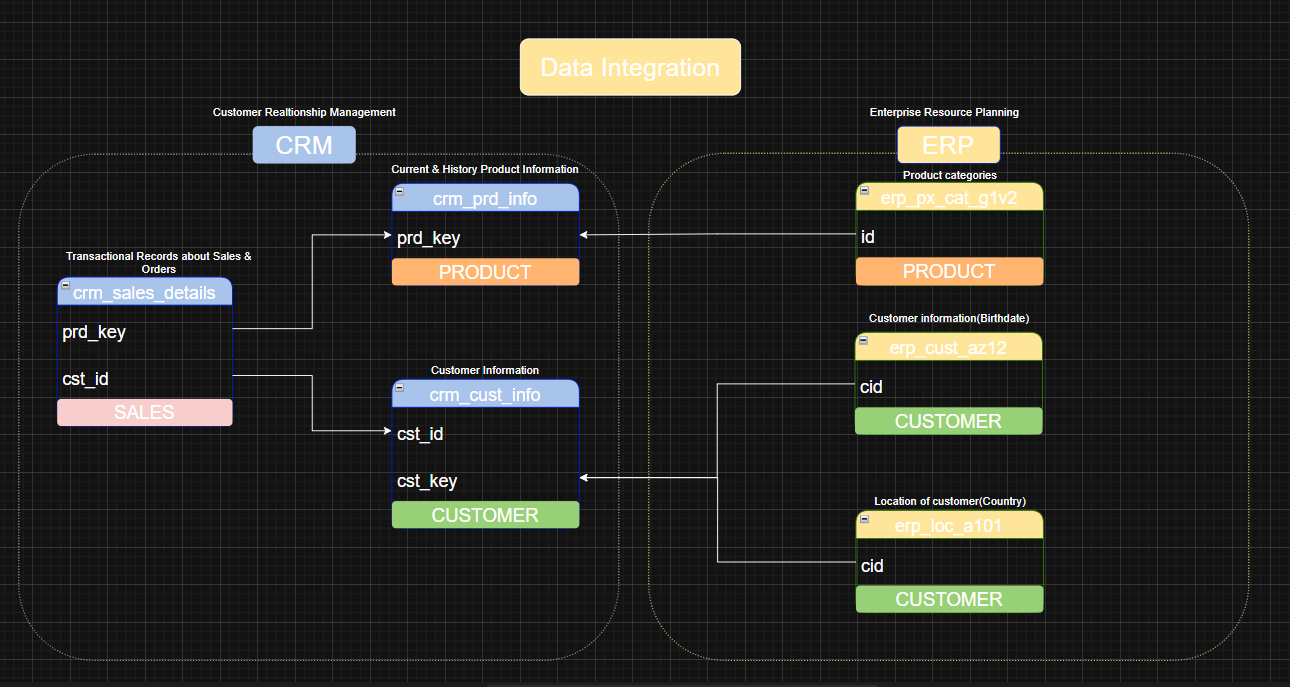 Data Integration
Customer Realtionship Management
CRM
Current & History Product Information
crm_prd_info
prd_key
PRODUCT
Transactional Records about Sales &
Orders
crm_sales_details
prd_key
cst_id
SALES
Customer Information
crm_cust_info
cst_id
cst_key
CUSTOMER
Enterprise Resource Planning
ERP
Product categories
erp_px_cat_g1v2
id
PRODUCT
Customer information(Birthdate)
erp_cust_az12
cid
CUSTOMER
Location of customer(Country)
erp_loc_a101
cid
CUSTOMER